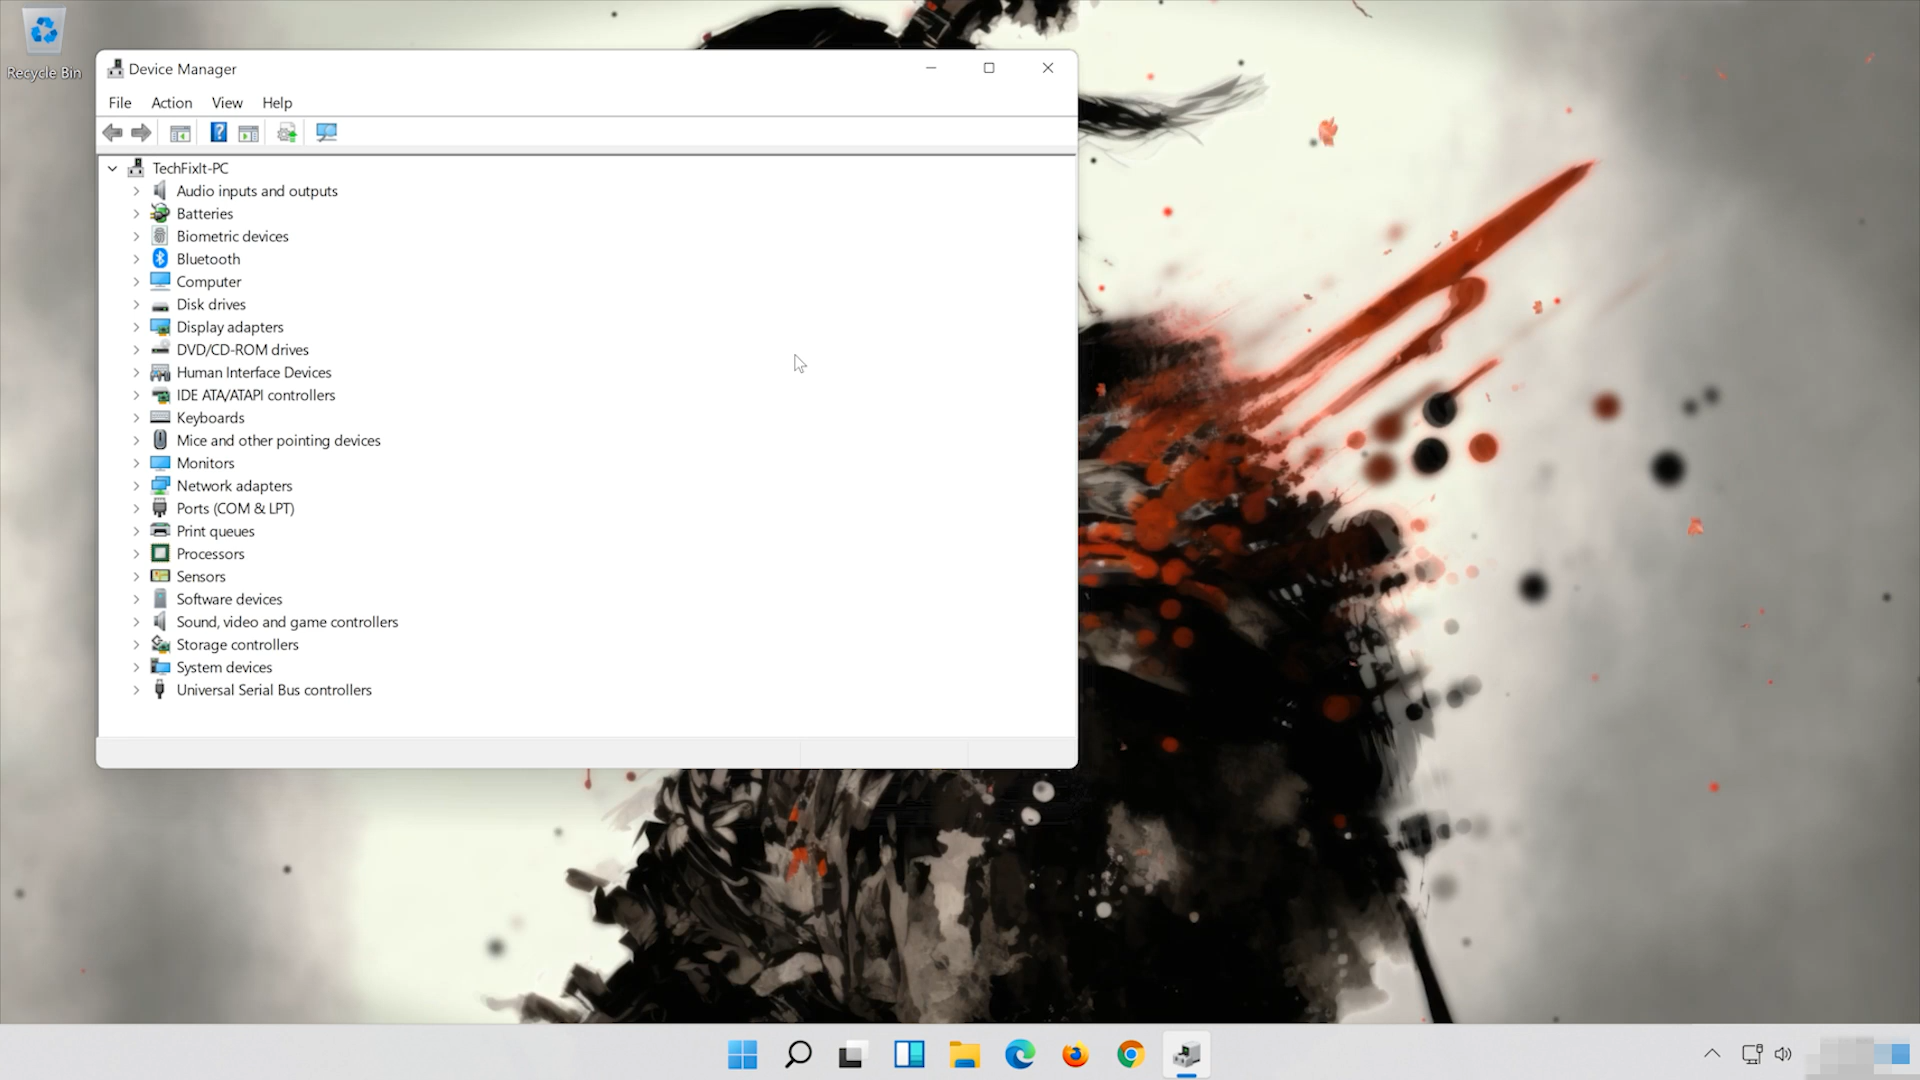 Recycle Bin
Device Manager
File Action View Help
TechFixIt-PC
Audio inputs and outputs
Batteries
Biometric devices
Bluetooth
Computer
Disk drives
Display adapters
DVD/CD-ROM drives
Human Interface Devices
IDE ATA/ATAPI controllers
Keyboards
Mice and other pointing devices
Monitors
Network adapters
Ports (COM & LPT)
Print queues
Processors
Sensors
Software devices
Sound, video and game controllers
Storage controllers
System devices
Universal Serial Bus controllers